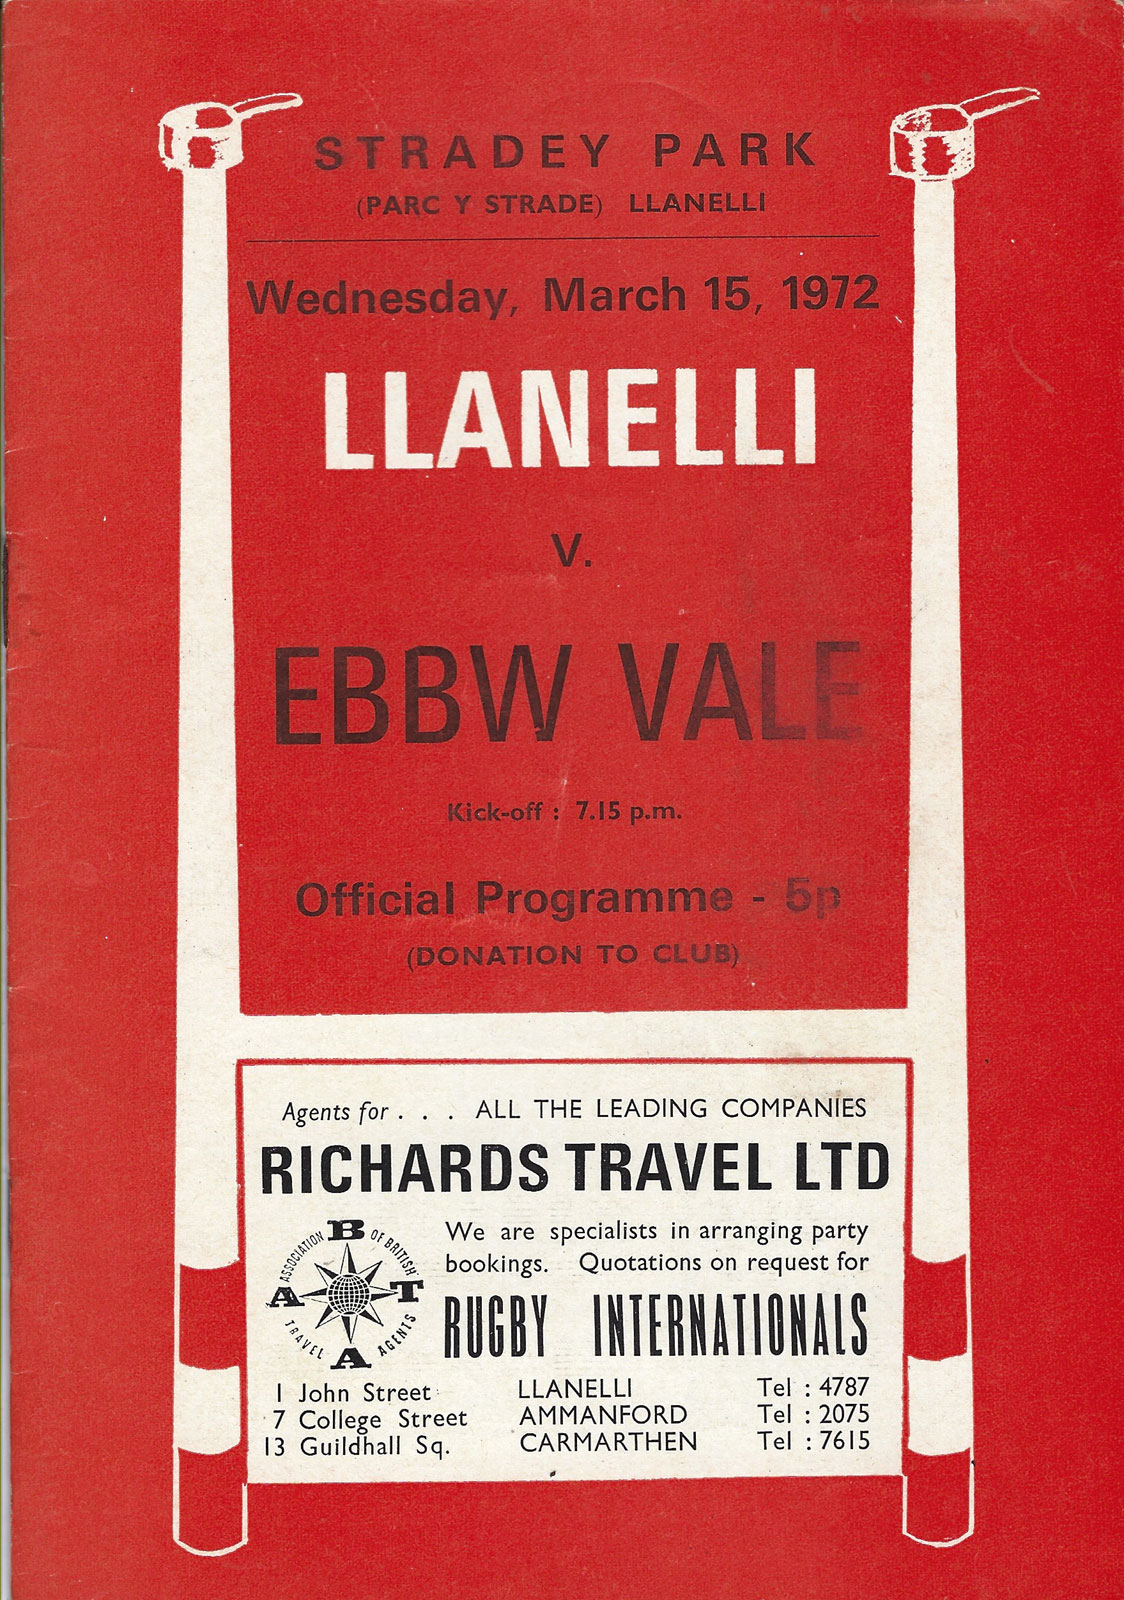 STRADEY PARK
(PARC Y STRADE) LLANELLI
Wednesday, March 15, 1972
LLANELLI
V.
EBBW VALE
Kick-off : 7.15 p.m.
Official Programme - 5p
(DONATION TO CLUB)
Agents for . . . ALL THE LEADING COMPANIES
RICHARDS TRAVEL LTD
ASSOCIATION OF BRITISH TRAVEL AGENTS
A B T A
We are specialists in arranging party
bookings. Quotations on request for
RUGBY INTERNATIONALS
1 John Street LLANELLI Tel : 4787
7 College Street AMMANFORD Tel : 2075
13 Guildhall Sq. CARMARTHEN Tel : 7615